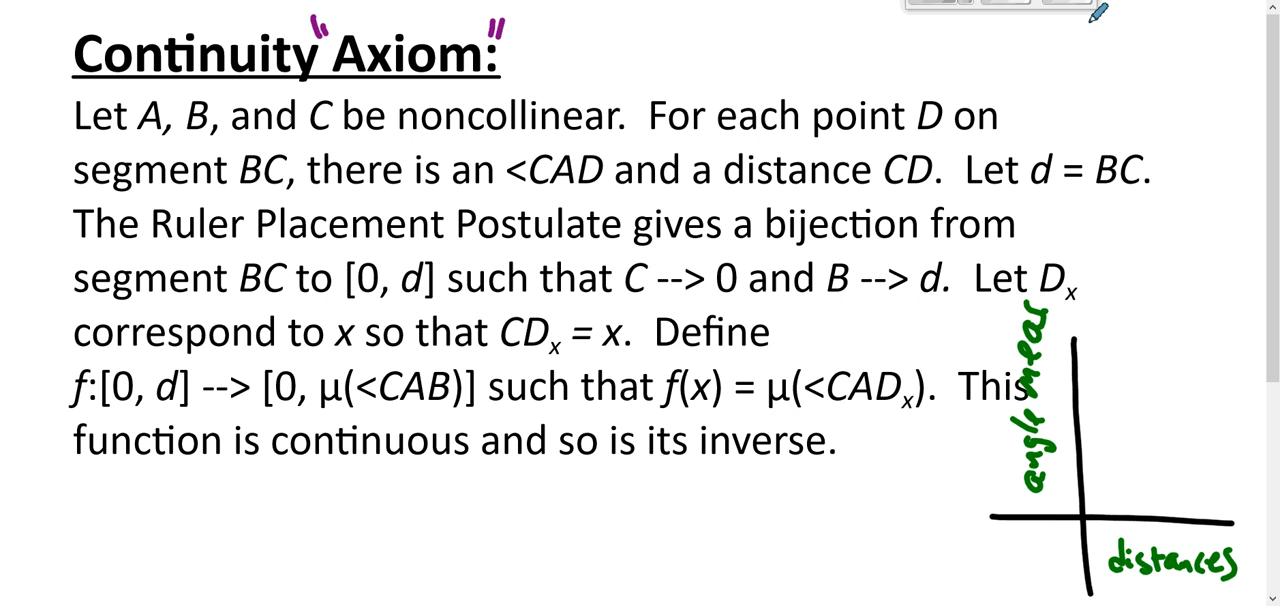 Continuity "Axiom:"
Let A, B, and C be noncollinear. For each point D on
segment BC, there is an <CAD and a distance CD. Let d = BC.
The Ruler Placement Postulate gives a bijection from
segment BC to [0, d] such that C --> 0 and B --> d. Let Dx
correspond to x so that CDx = x. Define
f:[0, d] --> [0, μ(<CAB)] such that f(x) = μ(<CADx). This
function is continuous and so is its inverse.
angle meas
distances